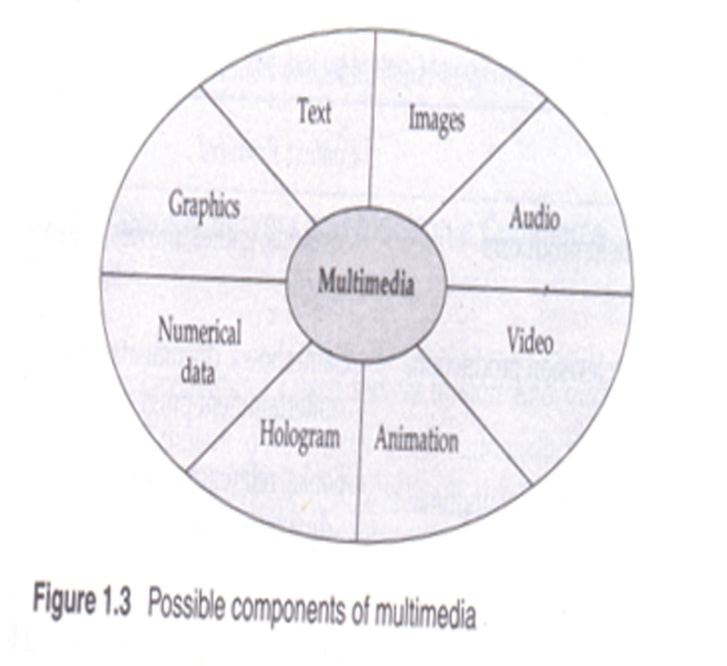 Text
Images
Audio
Video
Animation
Hologram
Numerical
data
Graphics
Multimedia
Figure 1.3 Possible components of multimedia